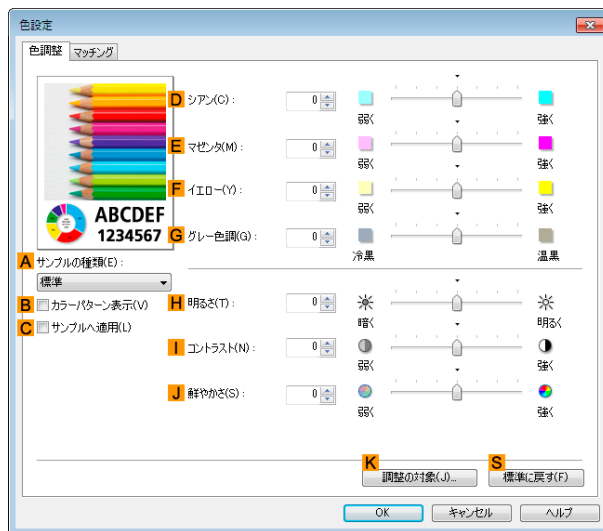 色設定
色調整 マッチング
ABCDEF
1234567
A サンプルの種類(E):
標準
B カラーパターン表示(V)
C サンプルへ適用(L)
D シアン(C): 0
弱く 強く
E マゼンタ(M): 0
弱く 強く
F イエロー(Y): 0
弱く 強く
G グレー色調(G): 0
冷黒 温黒
H 明るさ(T): 0
暗く 明るく
I コントラスト(N): 0
弱く 強く
J 鮮やかさ(S): 0
弱く 強く
K S
調整の対象(J)... 標準に戻す(F)
OK キャンセル ヘルプ